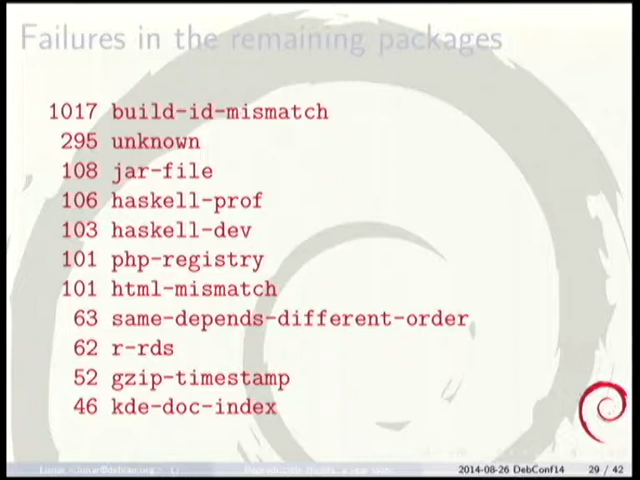 Failures in the remaining packages
1017 build-id-mismatch
295 unknown
108 jar-file
106 haskell-prof
103 haskell-dev
101 php-registry
101 html-mismatch
63 same-depends-different-order
62 r-rds
52 gzip-timestamp
46 kde-doc-index
2014-08-26 DebConf14 29 / 42